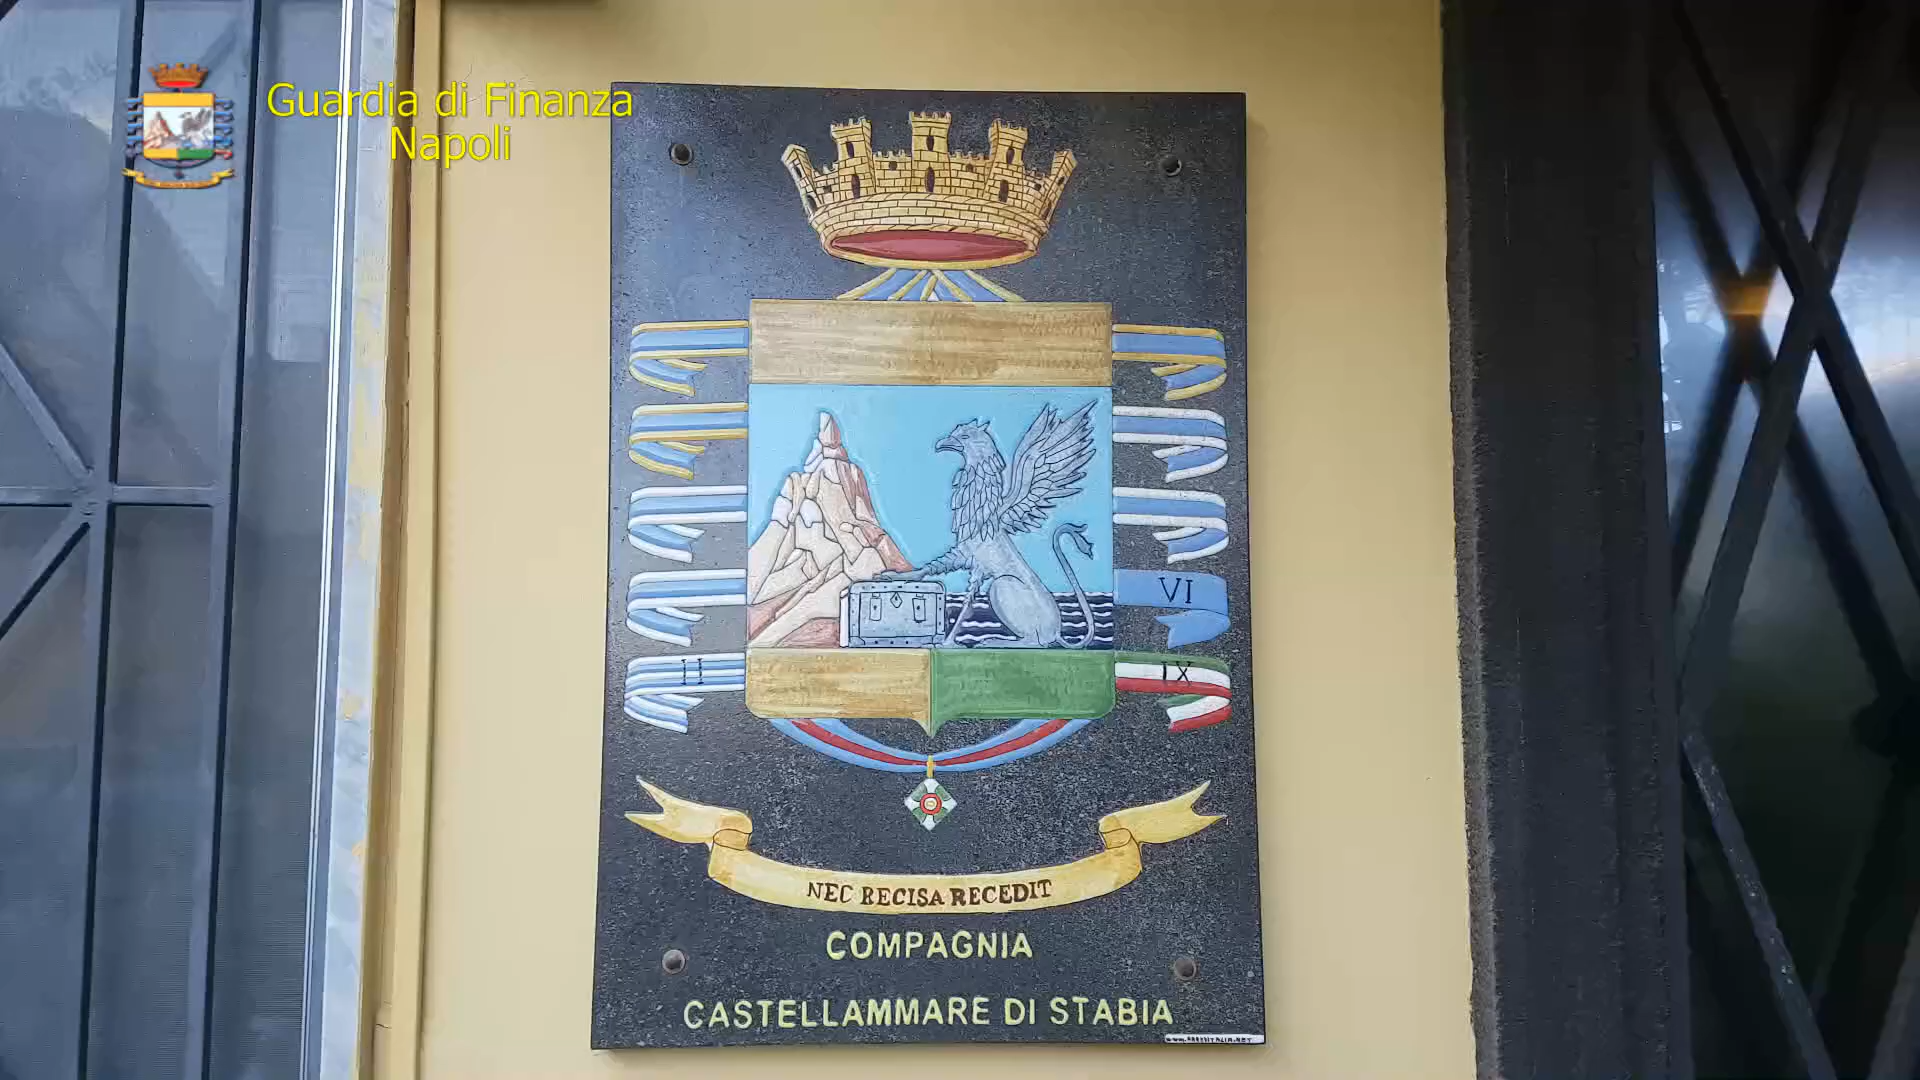 Guardia di Finanza
Napoli
VI
II
IX
NEC RECISA RECEDIT
COMPAGNIA
CASTELLAMMARE DI STABIA